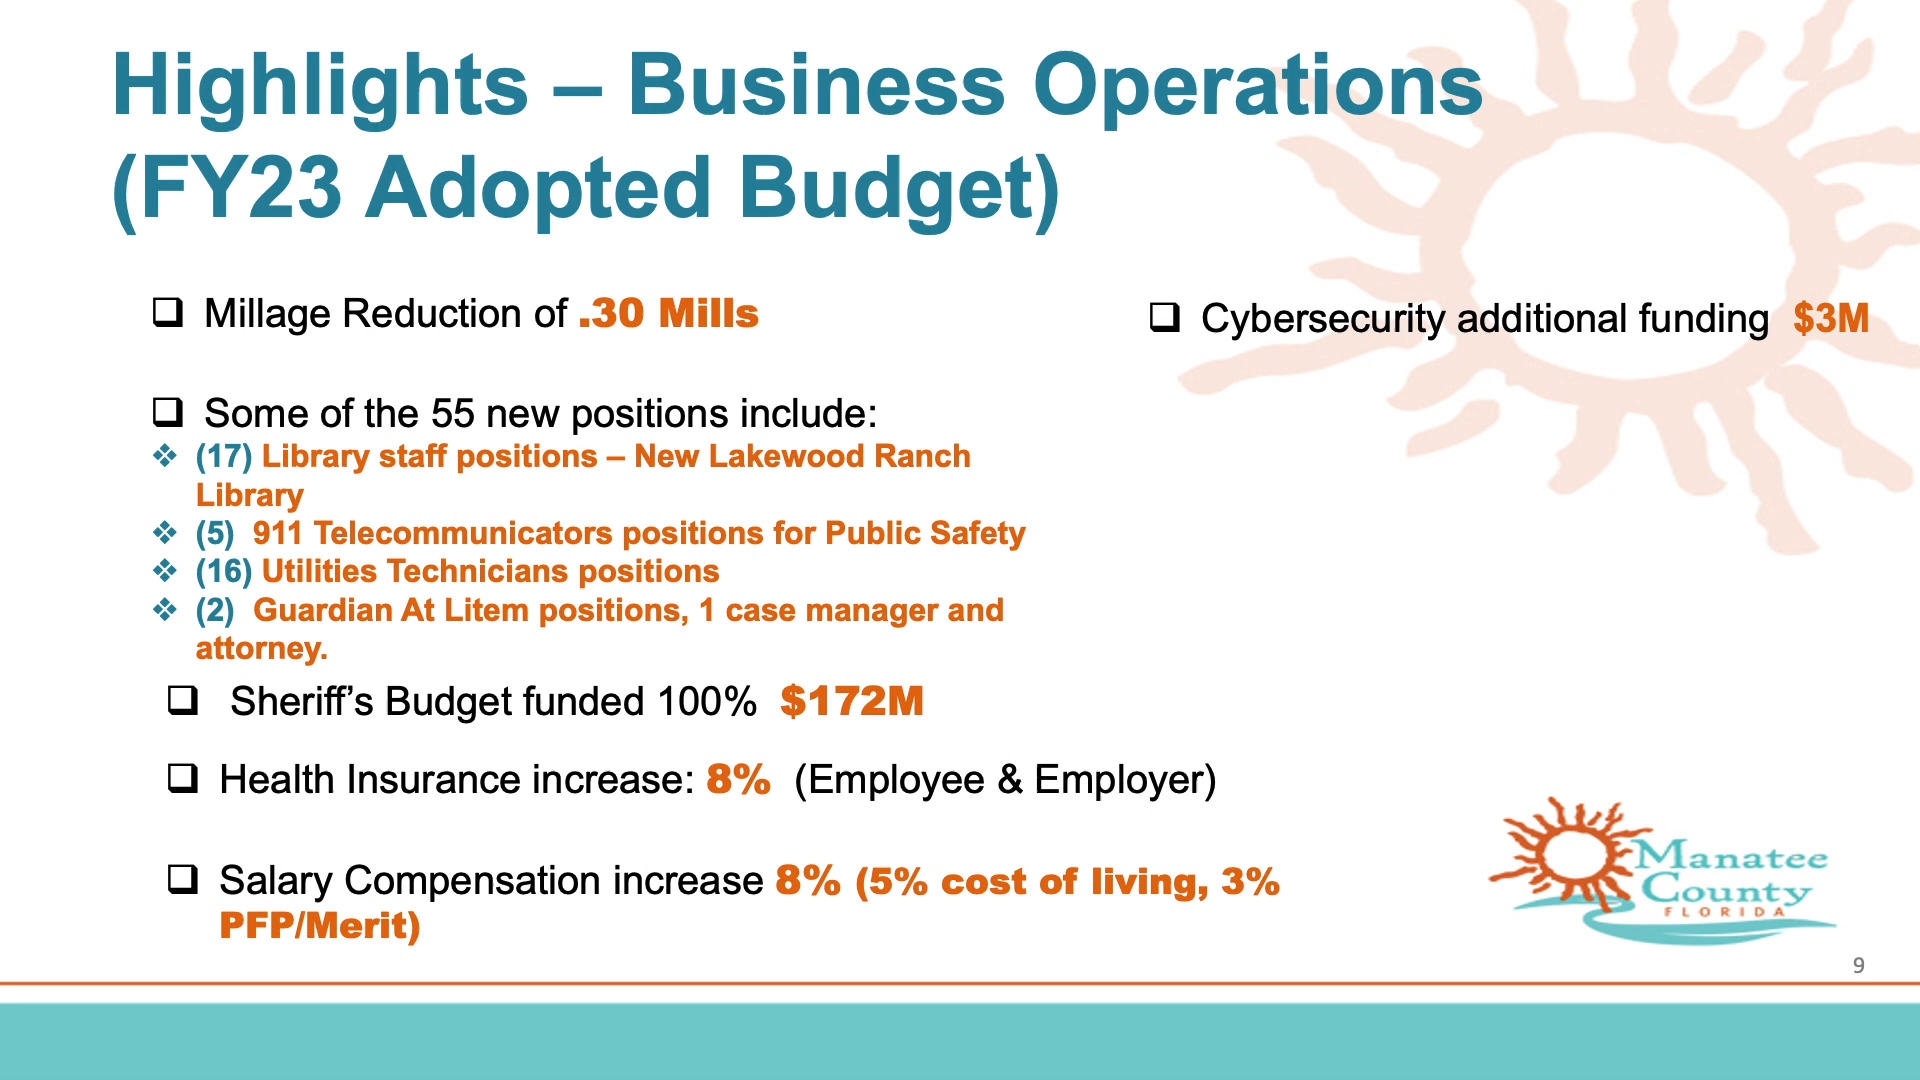 Highlights – Business Operations
(FY23 Adopted Budget)
Millage Reduction of .30 Mills
Some of the 55 new positions include:
(17) Library staff positions – New Lakewood Ranch
Library
(5)  911 Telecommunicators positions for Public Safety
(16) Utilities Technicians positions
(2)  Guardian At Litem positions, 1 case manager and
attorney.
Sheriff’s Budget funded 100%  $172M
Health Insurance increase: 8%  (Employee & Employer)
Salary Compensation increase 8% (5% cost of living, 3%
PFP/Merit)
Cybersecurity additional funding  $3M
Manatee
County
FLORIDA
9